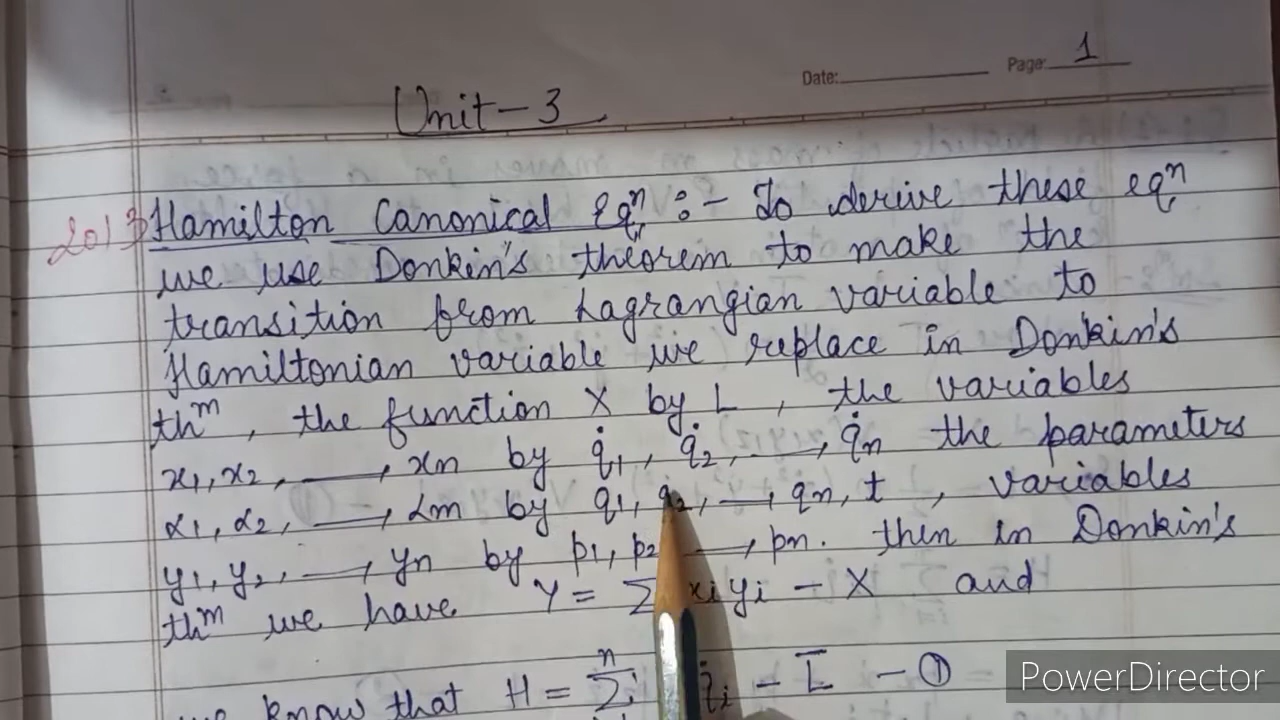 Date: Page: 1
Unit-3
2013 Hamilton Canonical eqⁿ :- To derive these eqⁿ
we use Donkin's theorem to make the
transition from Lagrangian variable to
Hamiltonian variable we replace in Donkin's
thᵐ, the function X by L, the variables
x₁, x₂, ⟶, xn by q̇₁, q̇₂, ⟶, q̇n the parameters
α₁, α₂, ⟶, αm by q₁, q₂, ⟶, qn, t, variables
y₁, y₂, ⟶, yn by p₁, p₂ ⟶, pn. then in Donkin's
thᵐ we have Y = Σ xᵢyᵢ - X and
we know that H = Σ q̇ᵢ - L - ①
PowerDirector